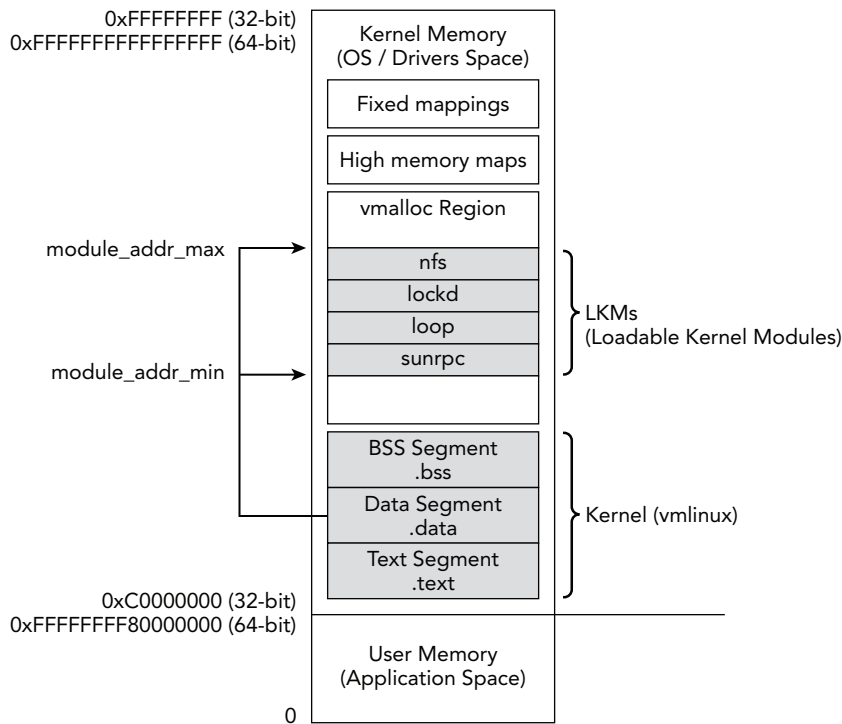 0xFFFFFFFF (32-bit)
0xFFFFFFFFFFFFFFFF (64-bit)
Kernel Memory
(OS / Drivers Space)
Fixed mappings
High memory maps
vmalloc Region
module_addr_max
nfs
lockd
loop
sunrpc
LKMs
(Loadable Kernel Modules)
module_addr_min
BSS Segment
.bss
Data Segment
.data
Text Segment
.text
Kernel (vmlinux)
0xC0000000 (32-bit)
0xFFFFFFFF80000000 (64-bit)
User Memory
(Application Space)
0